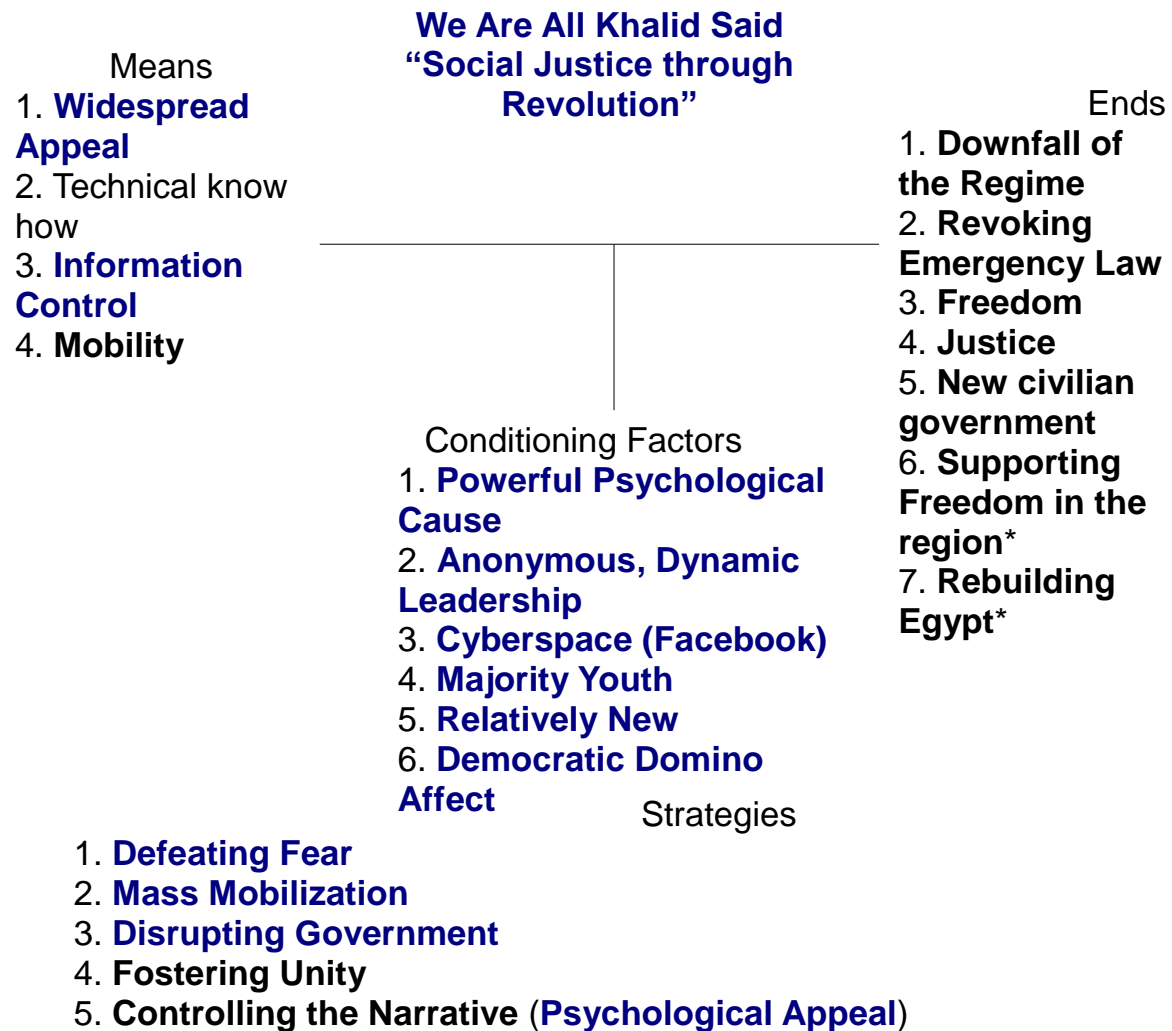 We Are All Khalid Said
“Social Justice through
Revolution”
Means
1. Widespread
Appeal
2. Technical know
how
3. Information
Control
4. Mobility
Ends
1. Downfall of
the Regime
2. Revoking
Emergency Law
3. Freedom
4. Justice
5. New civilian
government
6. Supporting
Freedom in the
region*
7. Rebuilding
Egypt*
Conditioning Factors
1. Powerful Psychological
Cause
2. Anonymous, Dynamic
Leadership
3. Cyberspace (Facebook)
4. Majority Youth
5. Relatively New
6. Democratic Domino
Affect
Strategies
1. Defeating Fear
2. Mass Mobilization
3. Disrupting Government
4. Fostering Unity
5. Controlling the Narrative (Psychological Appeal)